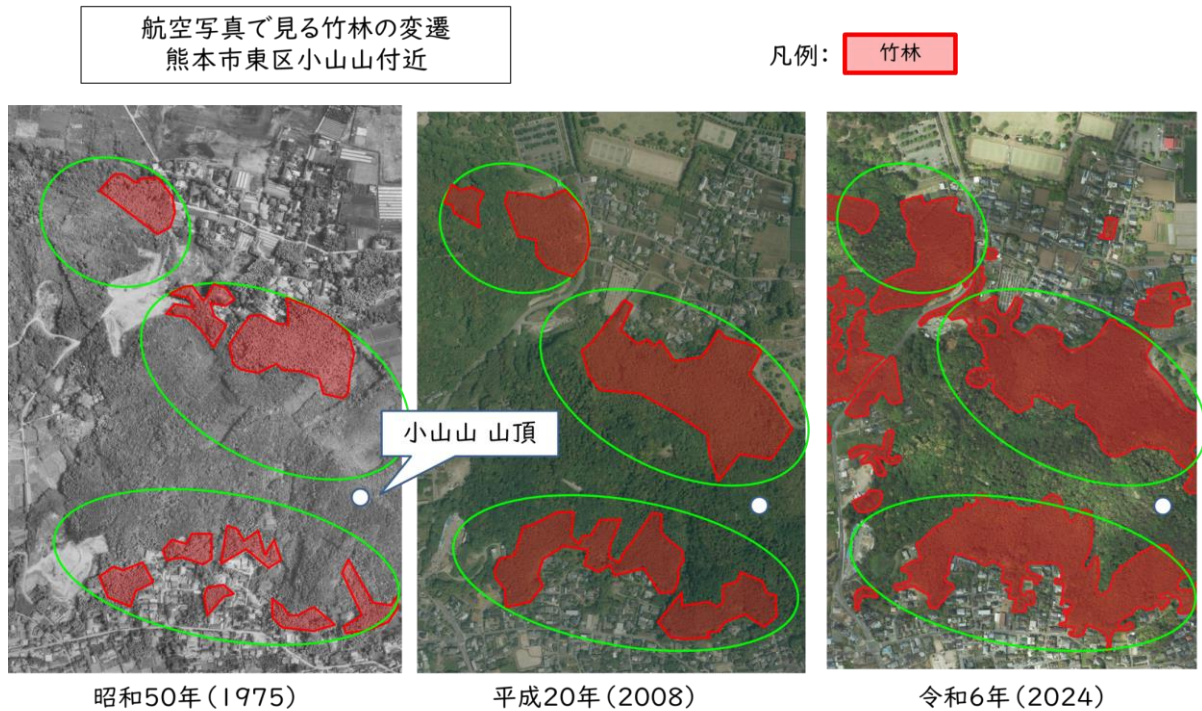 航空写真で見る竹林の変遷
熊本市東区小山山付近
凡例:
竹林
小山山 山頂
昭和50年(1975)
平成20年(2008)
令和6年(2024)